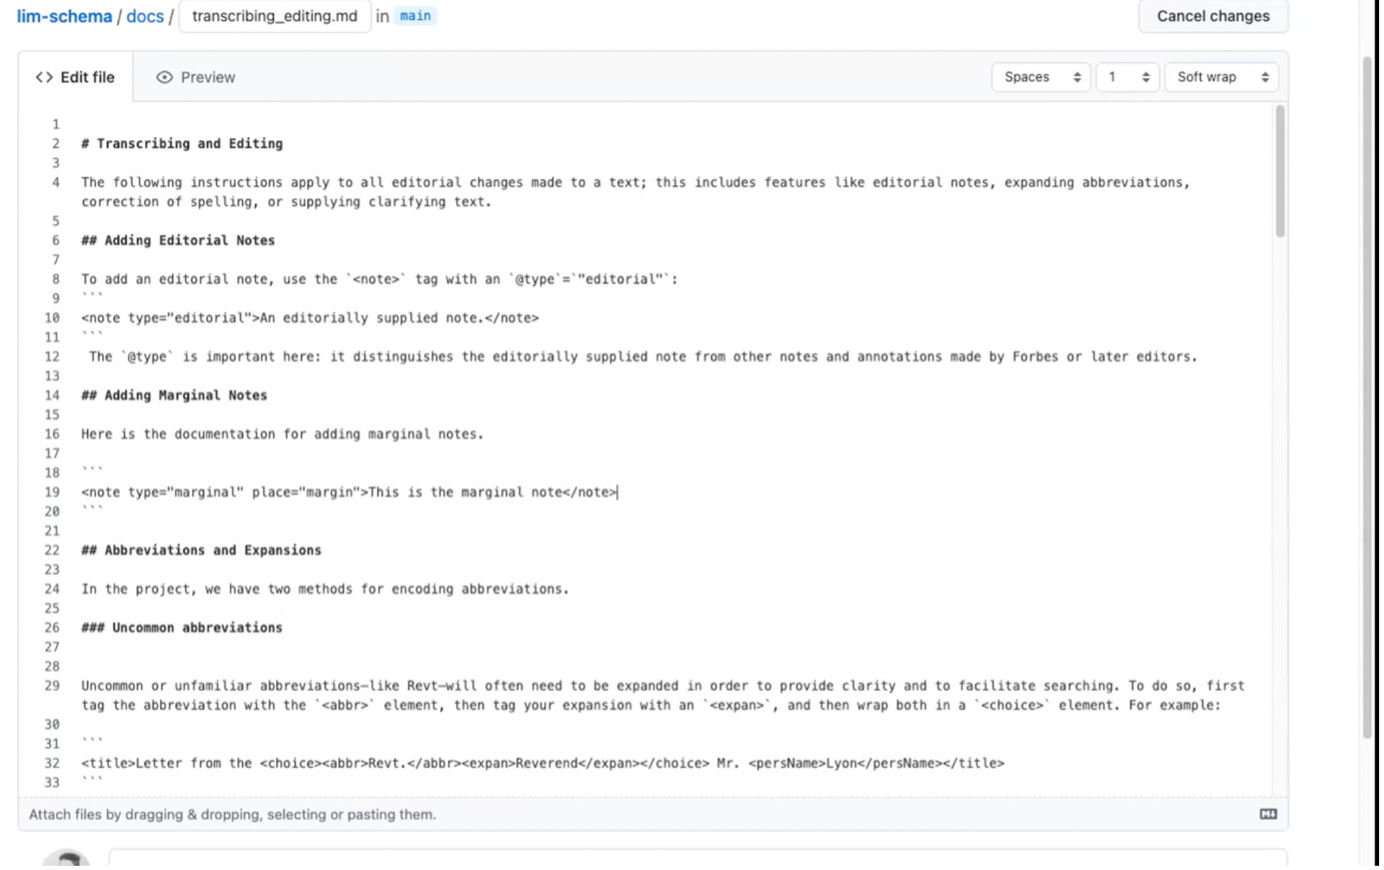 lim-schema / docs / transcribing_editing.md in main Cancel changes
<> Edit file Preview Spaces 1 Soft wrap
1
2 # Transcribing and Editing
3
4 The following instructions apply to all editorial changes made to a text; this includes features like editorial notes, expanding abbreviations,
correction of spelling, or supplying clarifying text.
5
6 ## Adding Editorial Notes
7
8 To add an editorial note, use the `<note>` tag with an `@type`=`"editorial"`:
9 ```
10 <note type="editorial">An editorially supplied note.</note>
11 ```
12  The `@type` is important here: it distinguishes the editorially supplied note from other notes and annotations made by Forbes or later editors.
13
14 ## Adding Marginal Notes
15
16 Here is the documentation for adding marginal notes.
17
18 ```
19 <note type="marginal" place="margin">This is the marginal note</note>
20 ```
21
22 ## Abbreviations and Expansions
23
24 In the project, we have two methods for encoding abbreviations.
25
26 ### Uncommon abbreviations
27
28
29 Uncommon or unfamiliar abbreviations—like Revt—will often need to be expanded in order to provide clarity and to facilitate searching. To do so, first
tag the abbreviation with the `<abbr>` element, then tag your expansion with an `<expan>`, and then wrap both in a `<choice>` element. For example:
30
31 ```
32 <title>Letter from the <choice><abbr>Revt.</abbr><expan>Reverend</expan></choice> Mr. <persName>Lyon</persName></title>
33 ```
Attach files by dragging & dropping, selecting or pasting them.